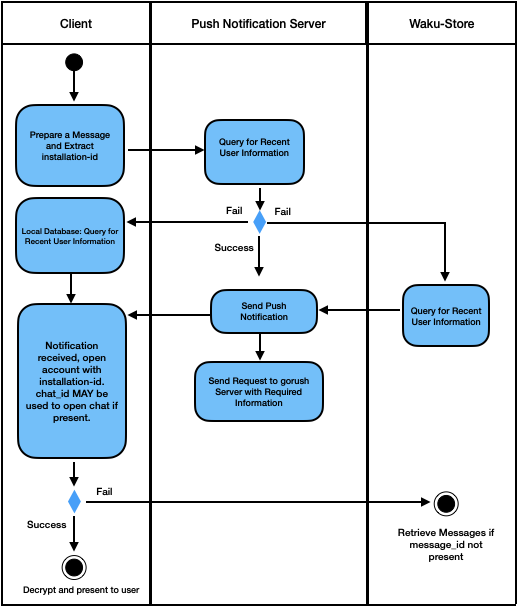 Client
Push Notification Server
Waku-Store
Prepare a Message
and Extract
installation-id
Query for Recent
User Information
Local Database: Query for
Recent User Information
Fail
Fail
Success
Send Push
Notification
Query for Recent
User Information
Notification
received, open
account with
installation-id.
chat_id MAY be
used to open chat if
present.
Send Request to gorush
Server with Required
Information
Fail
Success
Retrieve Messages if
message_id not
present
Decrypt and present to user